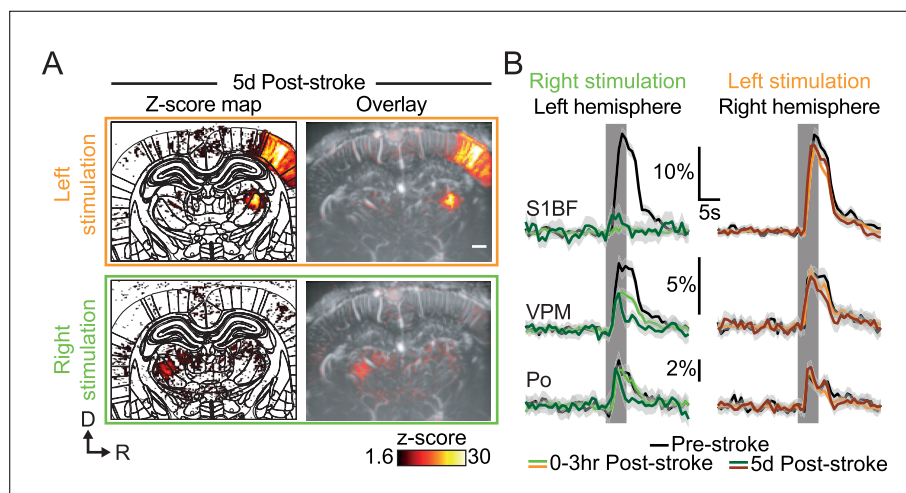 A
5d Post-stroke
Z-score map
Overlay
Left
stimulation
Right
stimulation
D
R
z-score
1.6
30
B
Right stimulation
Left hemisphere
Left stimulation
Right hemisphere
10%
5s
S1BF
5%
VPM
2%
Po
Pre-stroke
0-3hr Post-stroke
5d Post-stroke